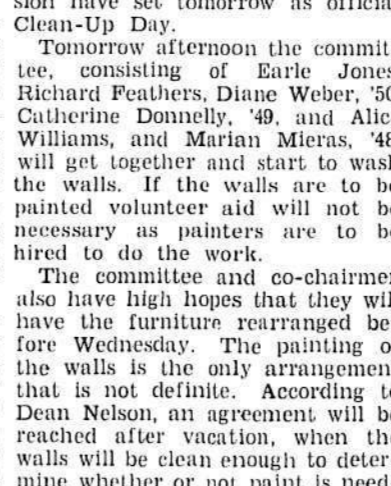 sion have set tomorrow as official
Clean-Up Day.
Tomorrow afternoon the commit-
tee, consisting of Earle Jones
Richard Feathers, Diane Weber, '50
Catherine Donnelly, '49, and Alic
Williams, and Marian Mieras, '48
will get together and start to wash
the walls. If the walls are to be
painted volunteer aid will not be
necessary as painters are to be
hired to do the work.
The committee and co-chairmen
also have high hopes that they will
have the furniture rearranged be-
fore Wednesday. The painting o
the walls is the only arrangemen
that is not definite. According t
Dean Nelson, an agreement will be
reached after vacation, when th
walls will be clean enough to deter
mine whether or not paint is need